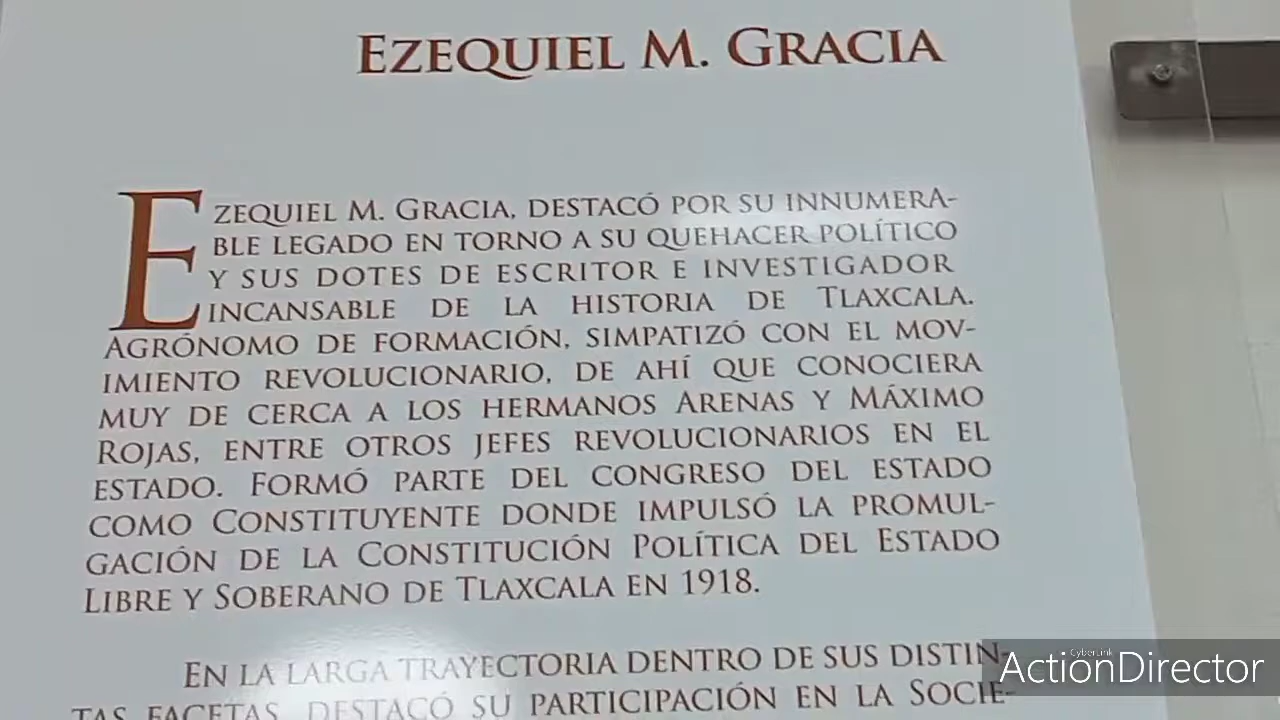 EZEQUIEL M. GRACIA
EZEQUIEL M. GRACIA, DESTACÓ POR SU INNUMERA-
BLE LEGADO EN TORNO A SU QUEHACER POLÍTICO
Y SUS DOTES DE ESCRITOR E INVESTIGADOR
INCANSABLE DE LA HISTORIA DE TLAXCALA.
AGRÓNOMO DE FORMACIÓN, SIMPATIZÓ CON EL MOV-
IMIENTO REVOLUCIONARIO, DE AHÍ QUE CONOCIERA
MUY DE CERCA A LOS HERMANOS ARENAS Y MÁXIMO
ROJAS, ENTRE OTROS JEFES REVOLUCIONARIOS EN EL
ESTADO. FORMÓ PARTE DEL CONGRESO DEL ESTADO
COMO CONSTITUYENTE DONDE IMPULSÓ LA PROMUL-
GACIÓN DE LA CONSTITUCIÓN POLÍTICA DEL ESTADO
LIBRE Y SOBERANO DE TLAXCALA EN 1918.
EN LA LARGA TRAYECTORIA DENTRO DE SUS DISTIN-
TAS FACETAS, DESTACÓ SU PARTICIPACIÓN EN LA SOCIE-
CyberLink
ActionDirector